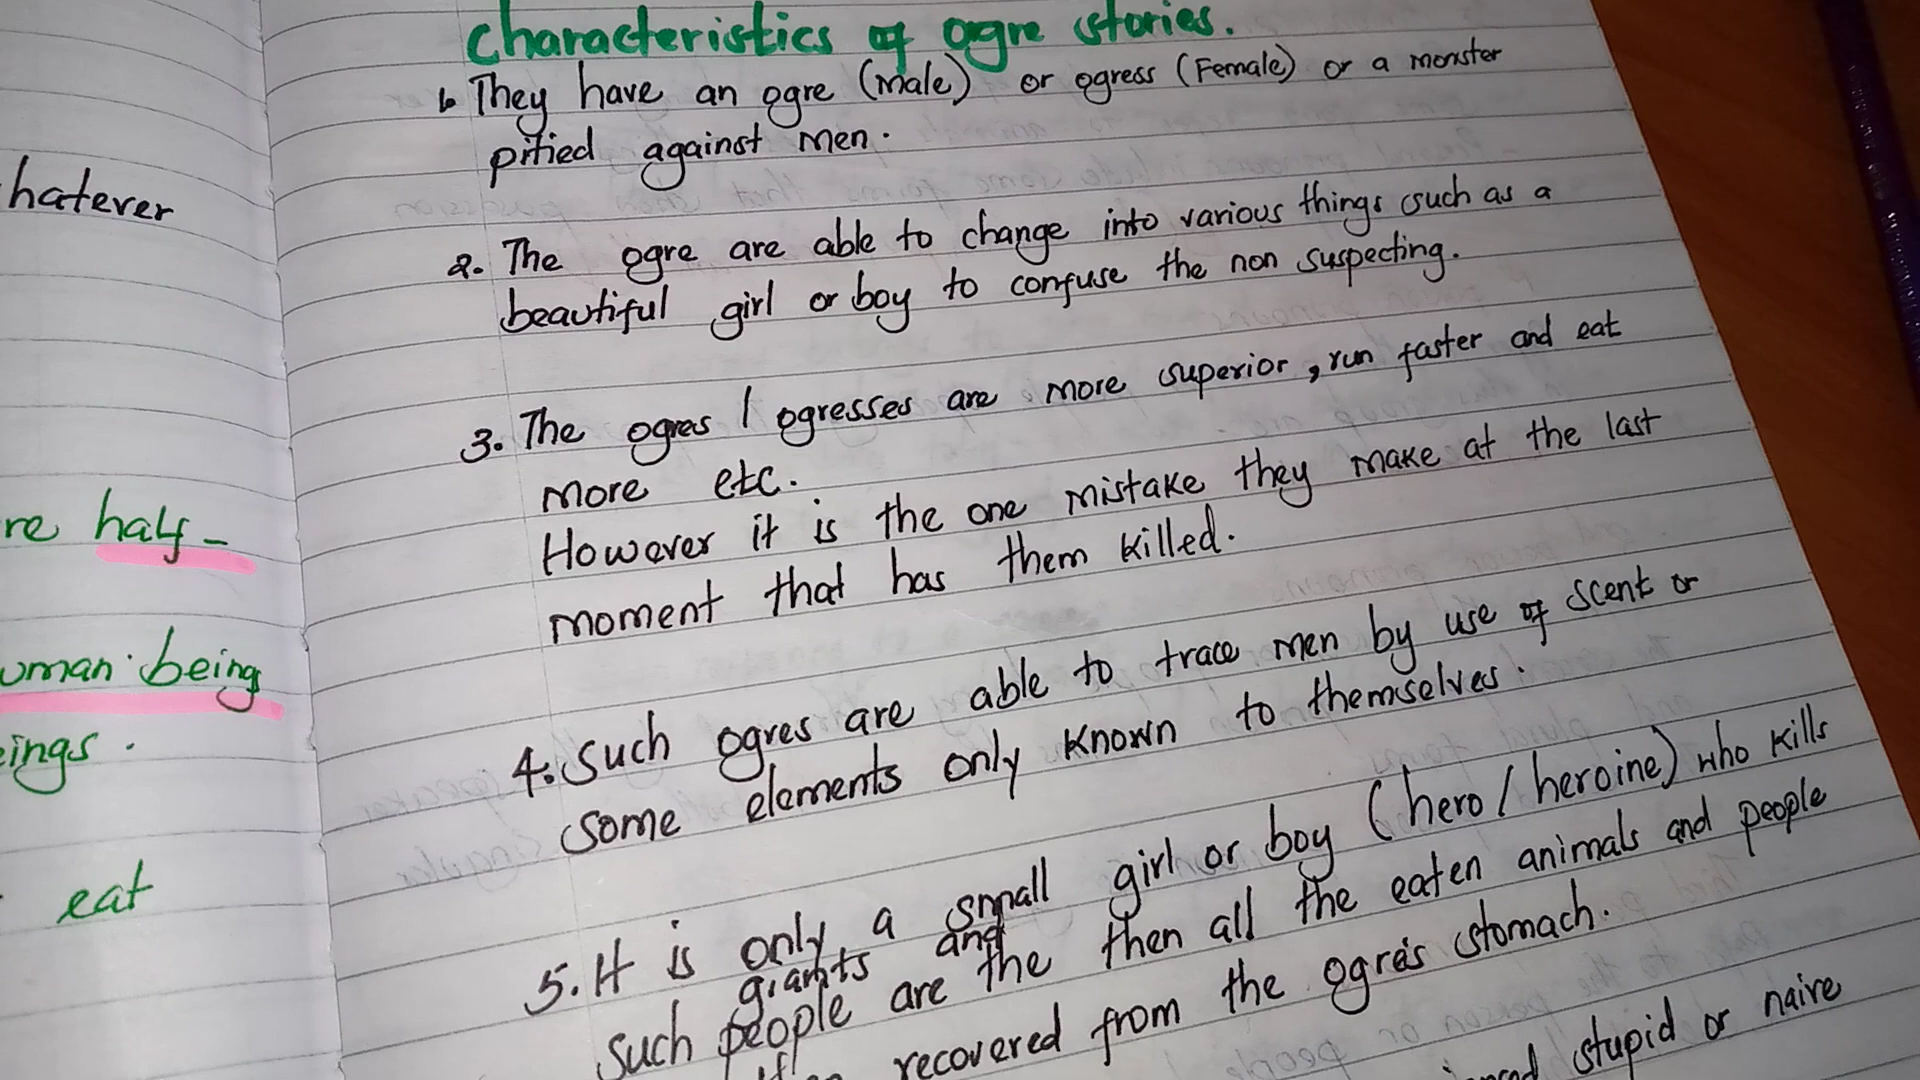 hatever
re half-
uman being
eings.
eat
characteristics of ogre stories.
They have an ogre (male) or ogress (Female) or a monster
pitied against men.
2. The ogre are able to change into various things such as a
beautiful girl or boy to confuse the non suspecting.
3. The ogres / ogresses are more superior, run faster and eat
more etc.
However it is the one mistake they make at the last
moment that has them killed.
4. Such ogres are able to trace men by use of scent or
some elements only known to themselves.
5. It is only a small girl or boy (hero / heroine) who kills
giants and
such people are the then all the eaten animals and people
recovered from the ogre's stomach.
stupid or naive